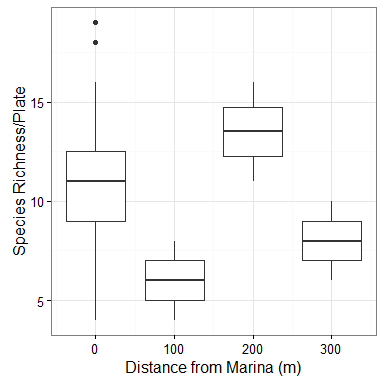 Species Richness/Plate
15
10
5
0 100 200 300
Distance from Marina (m)